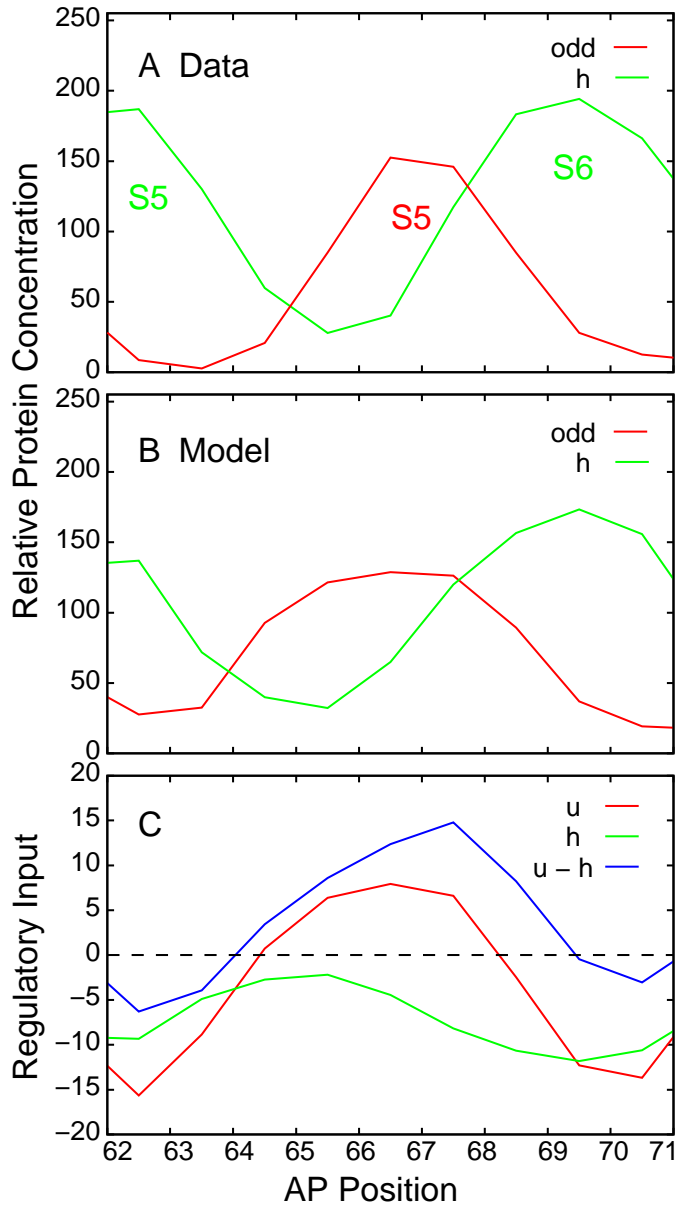 Relative Protein Concentration
A Data
odd
h
S5
S5
S6
250
200
150
100
50
0
B Model
odd
h
250
200
150
100
50
0
Regulatory Input
C
u
h
u − h
20
15
10
5
0
−5
−10
−15
−20
62 63 64 65 66 67 68 69 70 71
AP Position